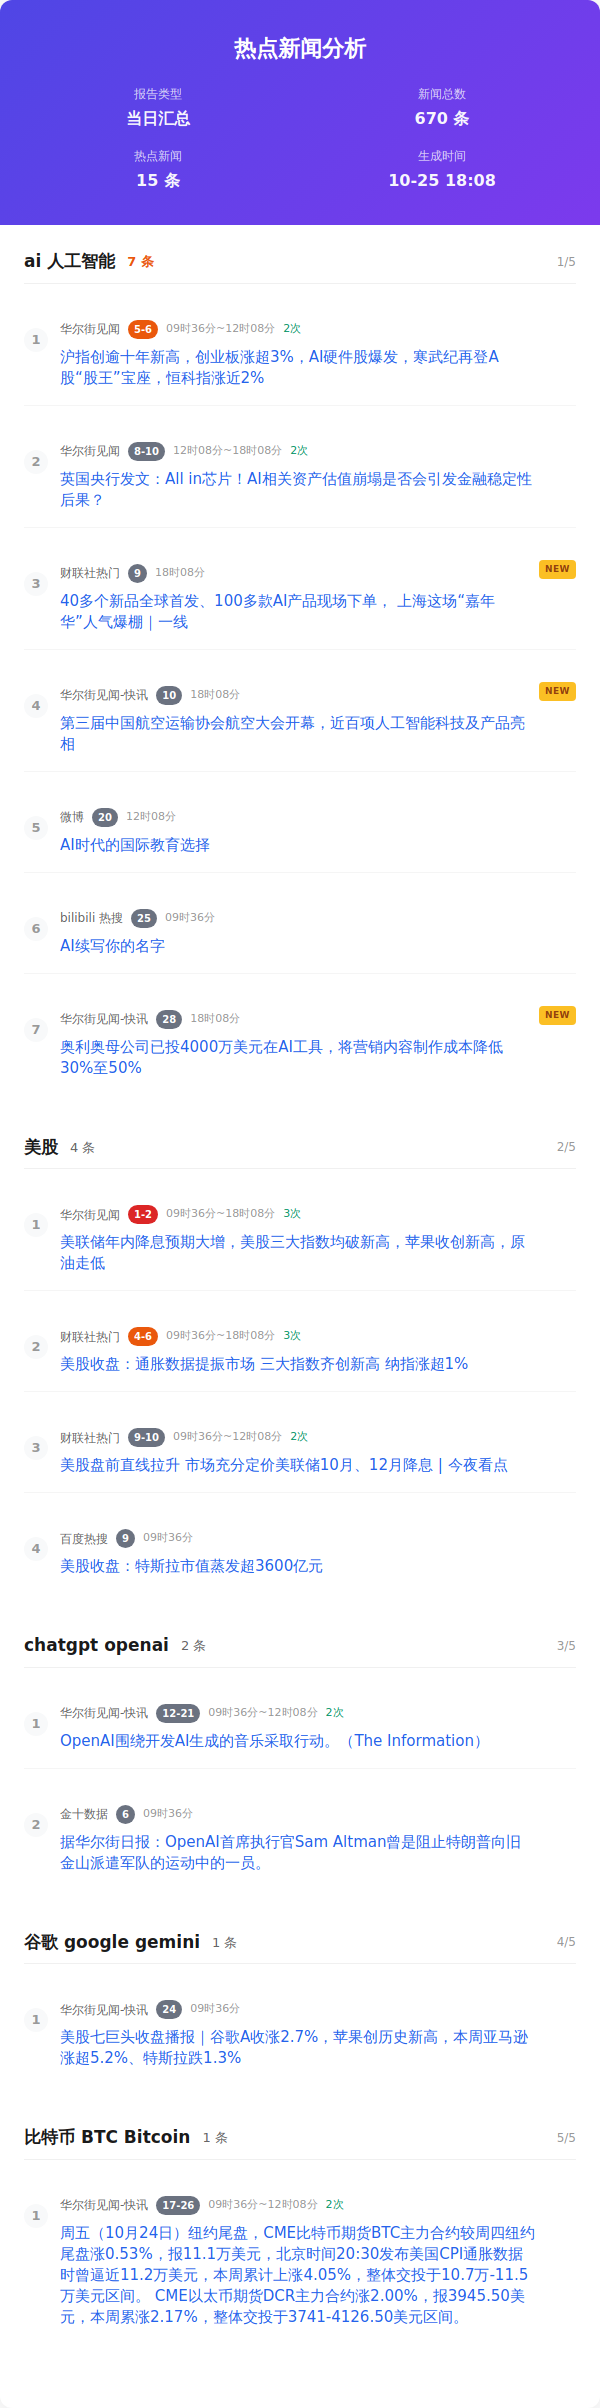 热点新闻分析
报告类型
新闻总数
当日汇总
670 条
热点新闻
生成时间
15 条
10-25 18:08
ai 人工智能 7 条 1/5
1 华尔街见闻 5-6 09时36分~12时08分 2次
沪指创逾十年新高，创业板涨超3%，AI硬件股爆发，寒武纪再登A
股“股王”宝座，恒科指涨近2%
2 华尔街见闻 8-10 12时08分~18时08分 2次
英国央行发文：All in芯片！AI相关资产估值崩塌是否会引发金融稳定性
后果？
3 财联社热门 9 18时08分 NEW
40多个新品全球首发、100多款AI产品现场下单， 上海这场“嘉年
华”人气爆棚｜一线
4 华尔街见闻-快讯 10 18时08分 NEW
第三届中国航空运输协会航空大会开幕，近百项人工智能科技及产品亮
相
5 微博 20 12时08分
AI时代的国际教育选择
6 bilibili 热搜 25 09时36分
AI续写你的名字
7 华尔街见闻-快讯 28 18时08分 NEW
奥利奥母公司已投4000万美元在AI工具，将营销内容制作成本降低
30%至50%
美股 4 条 2/5
1 华尔街见闻 1-2 09时36分~18时08分 3次
美联储年内降息预期大增，美股三大指数均破新高，苹果收创新高，原
油走低
2 财联社热门 4-6 09时36分~18时08分 3次
美股收盘：通胀数据提振市场 三大指数齐创新高 纳指涨超1%
3 财联社热门 9-10 09时36分~12时08分 2次
美股盘前直线拉升 市场充分定价美联储10月、12月降息 | 今夜看点
4 百度热搜 9 09时36分
美股收盘：特斯拉市值蒸发超3600亿元
chatgpt openai 2 条 3/5
1 华尔街见闻-快讯 12-21 09时36分~12时08分 2次
OpenAI围绕开发AI生成的音乐采取行动。（The Information）
2 金十数据 6 09时36分
据华尔街日报：OpenAI首席执行官Sam Altman曾是阻止特朗普向旧
金山派遣军队的运动中的一员。
谷歌 google gemini 1 条 4/5
1 华尔街见闻-快讯 24 09时36分
美股七巨头收盘播报｜谷歌A收涨2.7%，苹果创历史新高，本周亚马逊
涨超5.2%、特斯拉跌1.3%
比特币 BTC Bitcoin 1 条 5/5
1 华尔街见闻-快讯 17-26 09时36分~12时08分 2次
周五（10月24日）纽约尾盘，CME比特币期货BTC主力合约较周四纽约
尾盘涨0.53%，报11.1万美元，北京时间20:30发布美国CPI通胀数据
时曾逼近11.2万美元，本周累计上涨4.05%，整体交投于10.7万-11.5
万美元区间。 CME以太币期货DCR主力合约涨2.00%，报3945.50美
元，本周累涨2.17%，整体交投于3741-4126.50美元区间。